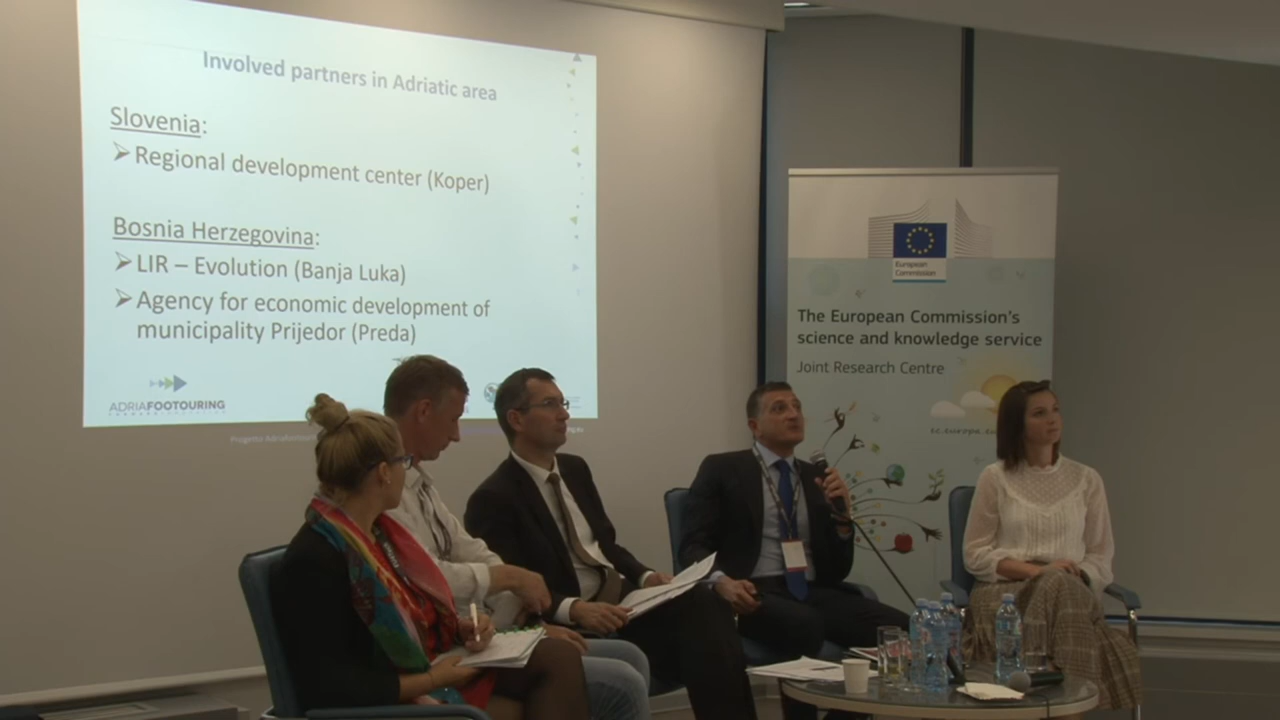 Involved partners in Adriatic area
Slovenia:
Regional development center (Koper)
Bosnia Herzegovina:
LIR – Evolution (Banja Luka)
Agency for economic development of
municipality Prijedor (Preda)
ADRIAFOOTOURING
European
Commission
The European Commission's
science and knowledge service
Joint Research Centre